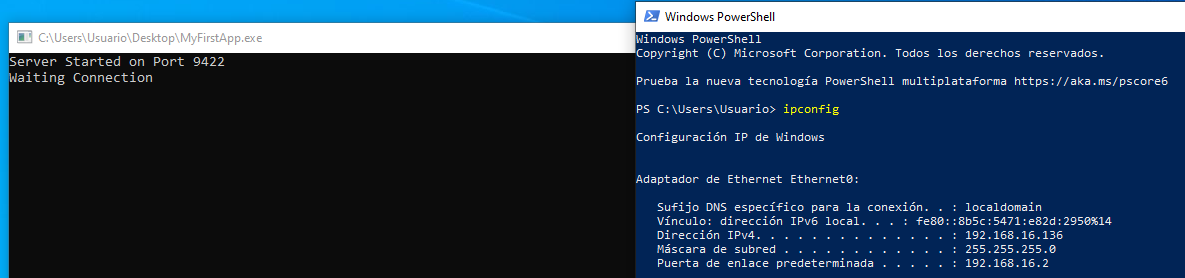 C:\Users\Usuario\Desktop\MyFirstApp.exe
Server Started on Port 9422
Waiting Connection
Windows PowerShell
Windows PowerShell
Copyright (C) Microsoft Corporation. Todos los derechos reservados.
Prueba la nueva tecnología PowerShell multiplataforma https://aka.ms/pscore6
PS C:\Users\Usuario> ipconfig
Configuración IP de Windows
Adaptador de Ethernet Ethernet0:
Sufijo DNS específico para la conexión. . : localdomain
Vínculo: dirección IPv6 local. . . : fe80::8b5c:5471:e82d:2950%14
Dirección IPv4. . . . . . . . . . . . . . : 192.168.16.136
Máscara de subred . . . . . . . . . . . . : 255.255.255.0
Puerta de enlace predeterminada . . . . . : 192.168.16.2